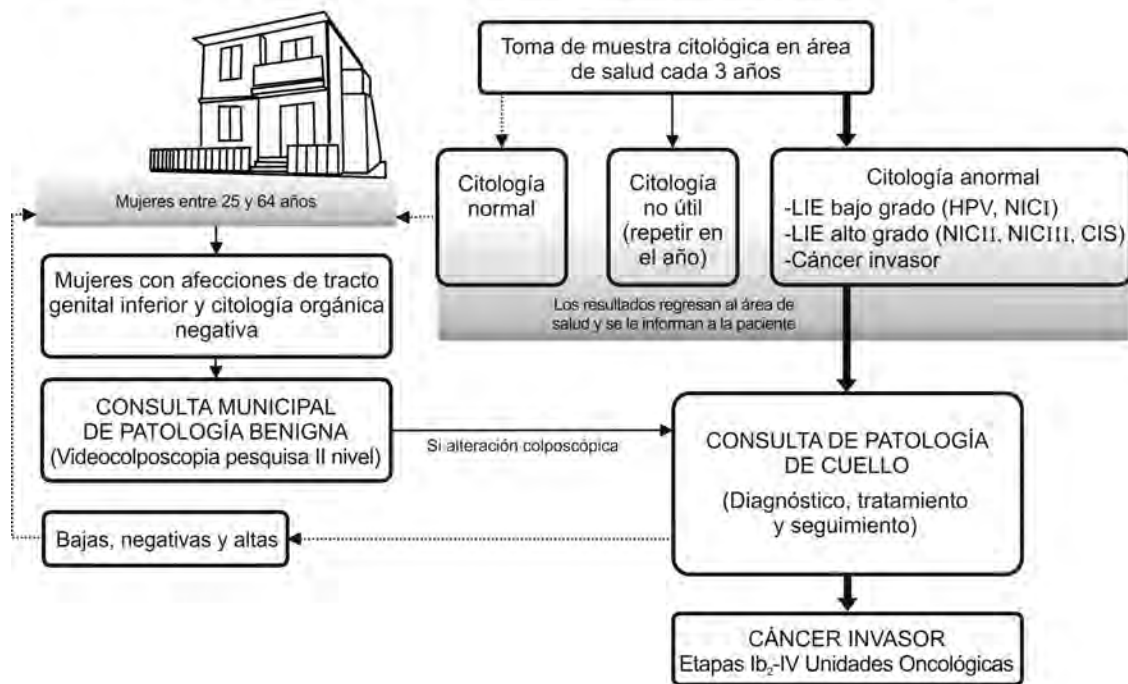 Toma de muestra citológica en área
de salud cada 3 años
Mujeres entre 25 y 64 años
Citología
normal
Citología
no útil
(repetir en
el año)
Citología anormal
-LIE bajo grado (HPV, NICI)
-LIE alto grado (NICII, NICIII, CIS)
-Cáncer invasor
Los resultados regresan al área de
salud y se le informan a la paciente
Mujeres con afecciones de tracto
genital inferior y citología orgánica
negativa
CONSULTA MUNICIPAL
DE PATOLOGÍA BENIGNA
(Videocolposcopia pesquisa II nivel)
Si alteración colposcópica
CONSULTA DE PATOLOGÍA
DE CUELLO
(Diagnóstico, tratamiento
y seguimiento)
Bajas, negativas y altas
CÁNCER INVASOR
Etapas Ib₂-IV Unidades Oncológicas